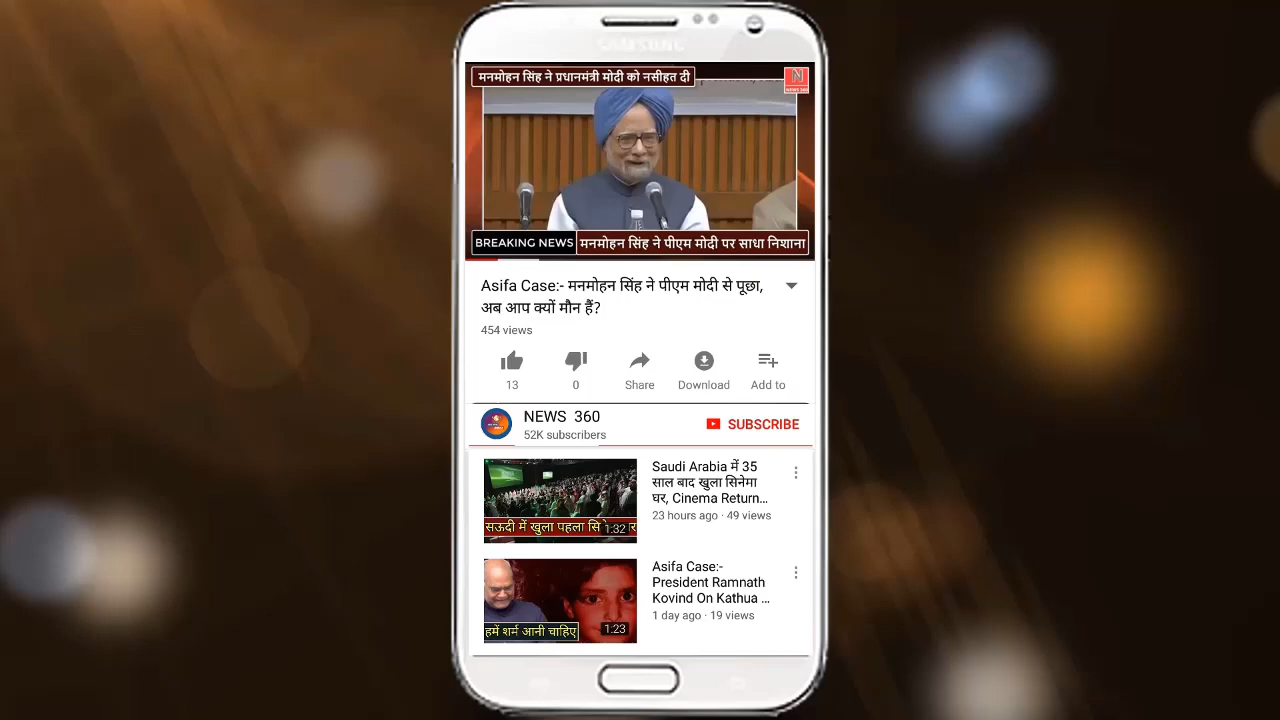 SAMSUNG
मनमोहन सिंह ने प्रधानमंत्री मोदी को नसीहत दी
N
NEWS 360
BREAKING NEWS मनमोहन सिंह ने पीएम मोदी पर साधा निशाना
Asifa Case:- मनमोहन सिंह ने पीएम मोदी से पूछा,
अब आप क्यों मौन हैं?
454 views
13 0 Share Download Add to
NEWS 360
52K subscribers
SUBSCRIBE
Saudi Arabia में 35
साल बाद खुला सिनेमा
घर, Cinema Return...
23 hours ago · 49 views
सऊदी में खुला पहला
1:32
Asifa Case:-
President Ramnath
Kovind On Kathua ...
1 day ago · 19 views
हमें शर्म आनी चाहिए
1:23